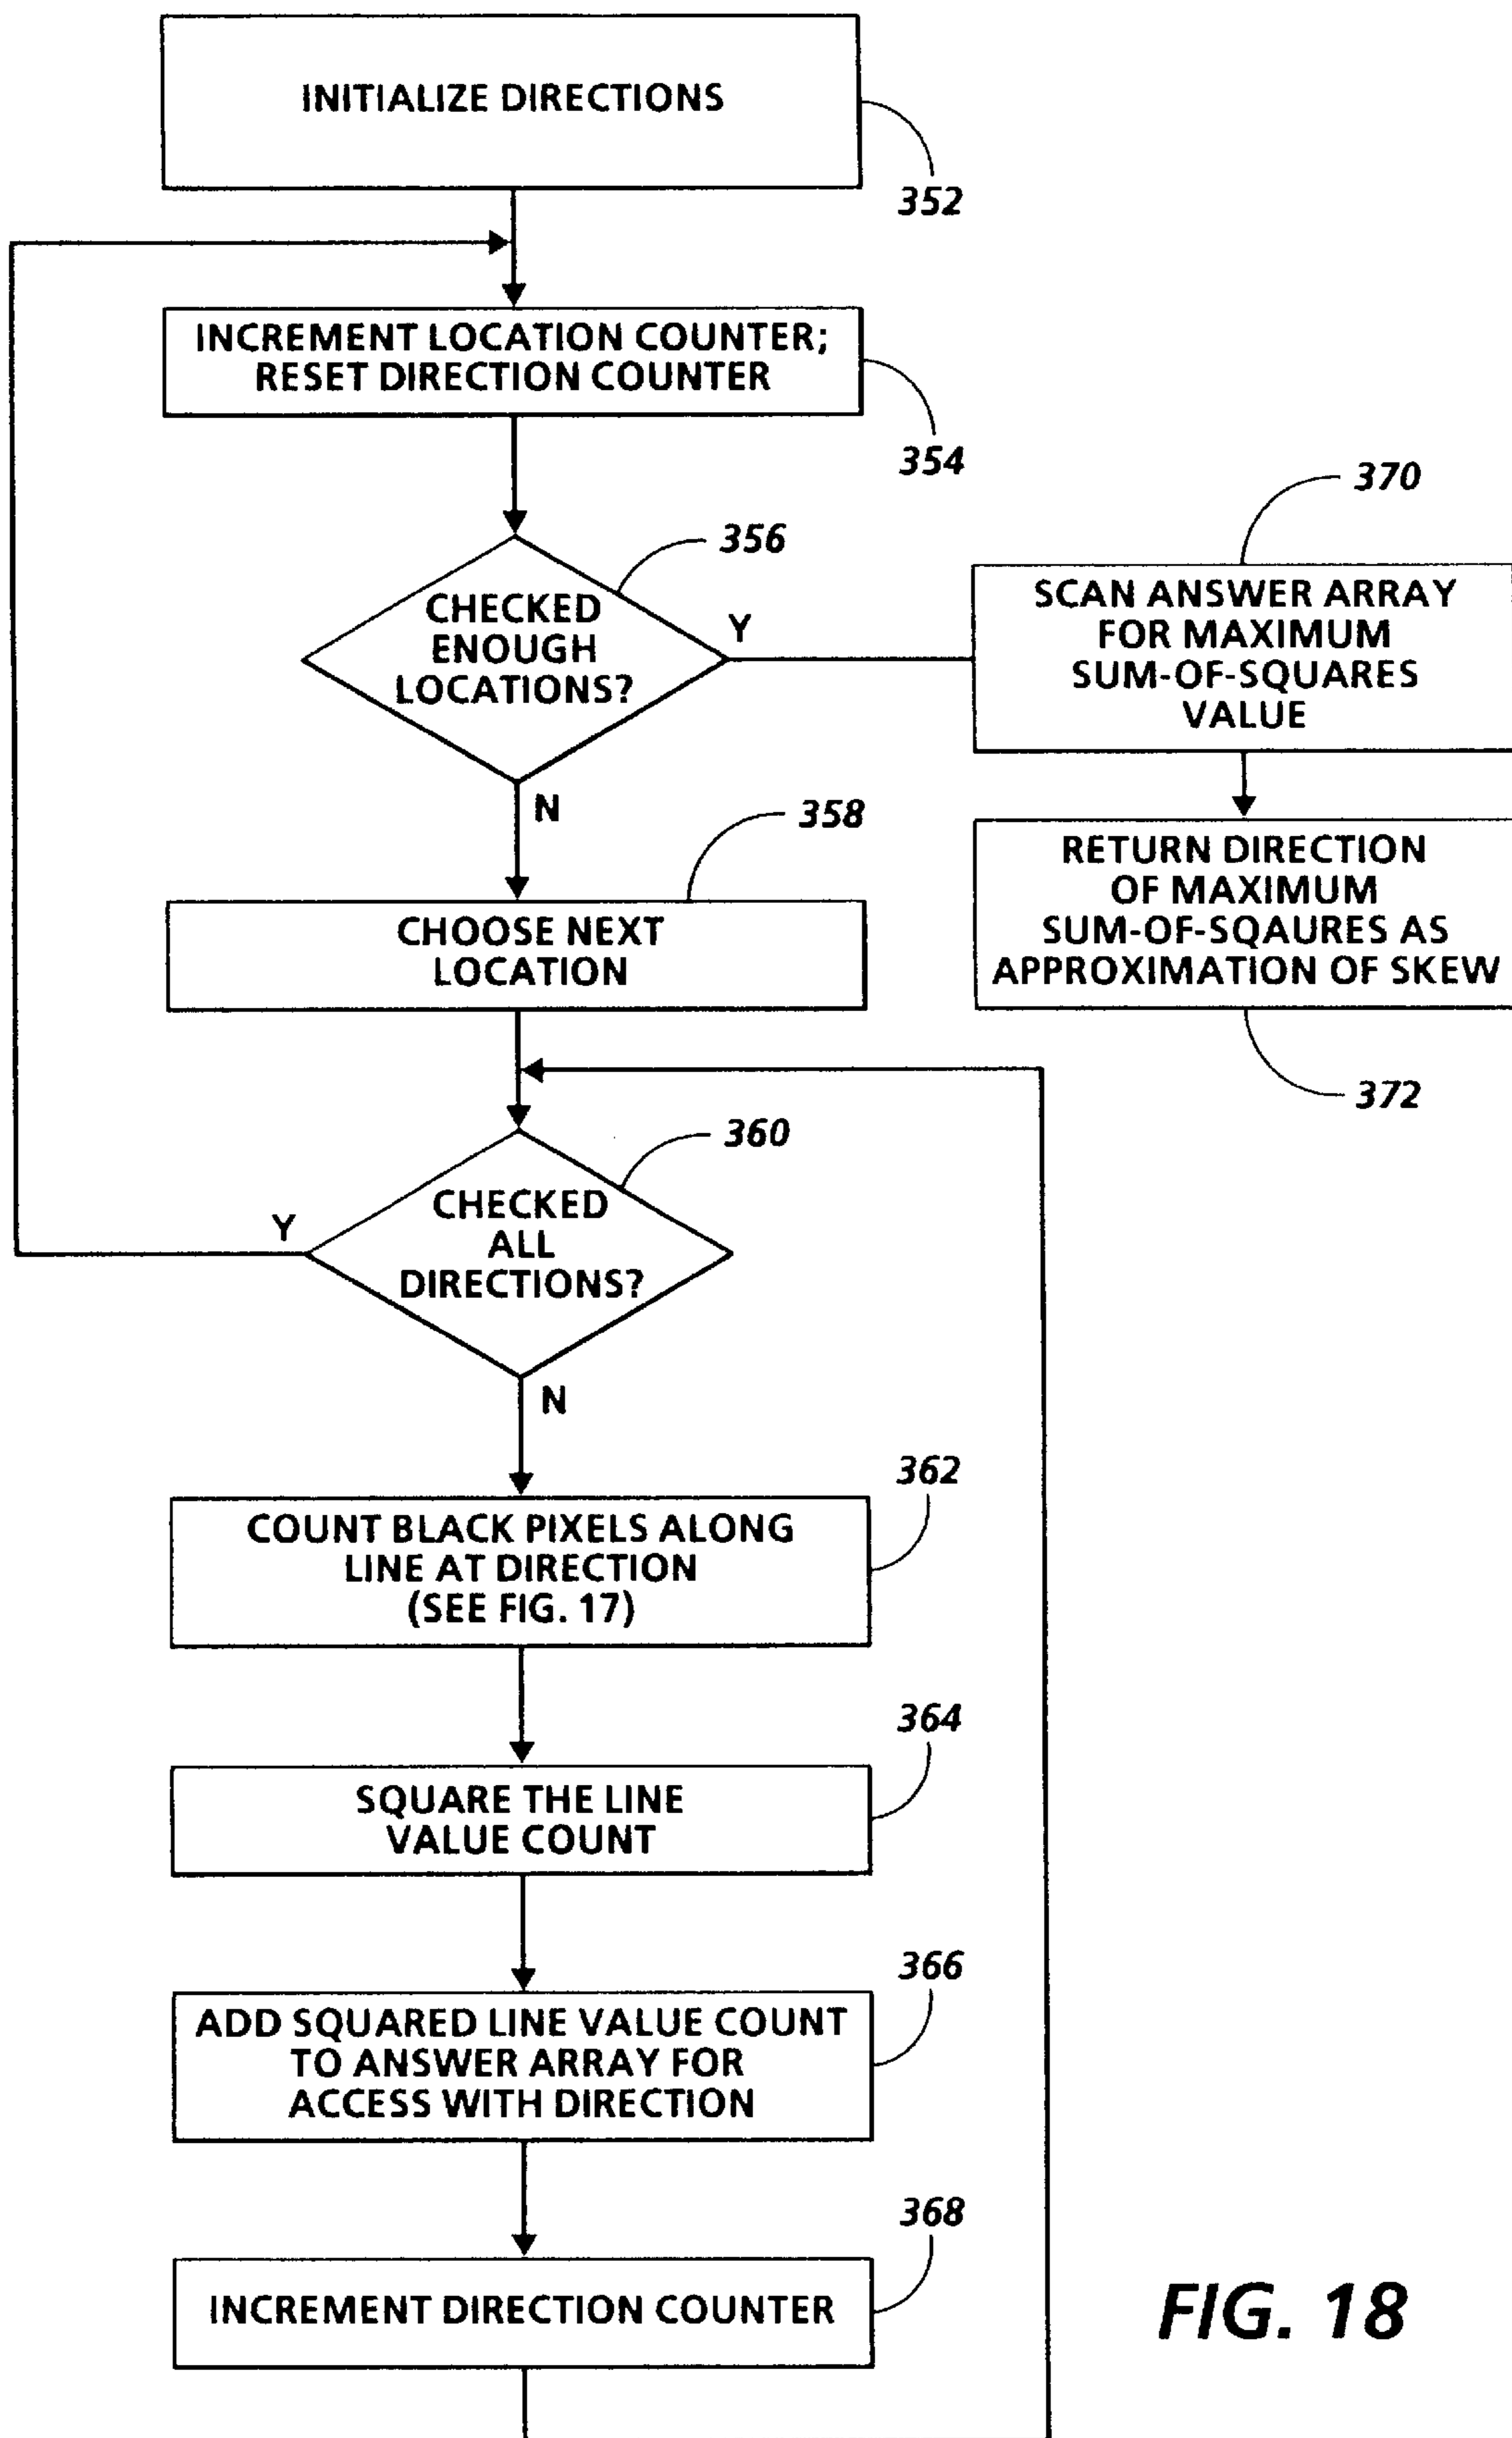 INITIALIZE DIRECTIONS
352
INCREMENT LOCATION COUNTER;
RESET DIRECTION COUNTER
354
356
CHECKED
ENOUGH
LOCATIONS?
Y
N
370
SCAN ANSWER ARRAY
FOR MAXIMUM
SUM-OF-SQUARES
VALUE
RETURN DIRECTION
OF MAXIMUM
SUM-OF-SQAURES AS
APPROXIMATION OF SKEW
372
358
CHOOSE NEXT
LOCATION
360
CHECKED
ALL
DIRECTIONS?
Y
N
362
COUNT BLACK PIXELS ALONG
LINE AT DIRECTION
(SEE FIG. 17)
364
SQUARE THE LINE
VALUE COUNT
366
ADD SQUARED LINE VALUE COUNT
TO ANSWER ARRAY FOR
ACCESS WITH DIRECTION
368
INCREMENT DIRECTION COUNTER
FIG. 18